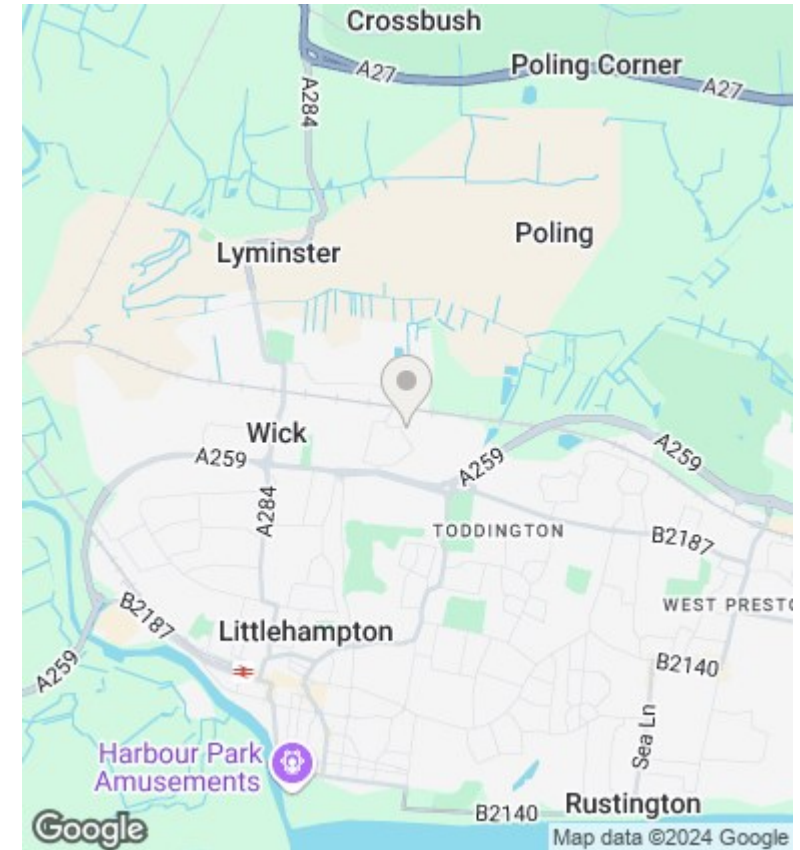 Crossbush
A27
Poling Corner
A27
A284
Poling
Lyminster
Wick
A259
A259
A259
A284
TODDINGTON
B2187
WEST PRESTO
B2187
Littlehampton
B2140
A259
Sea Ln
Harbour Park
Amusements
B2140
Rustington
Google
Map data ©2024 Google